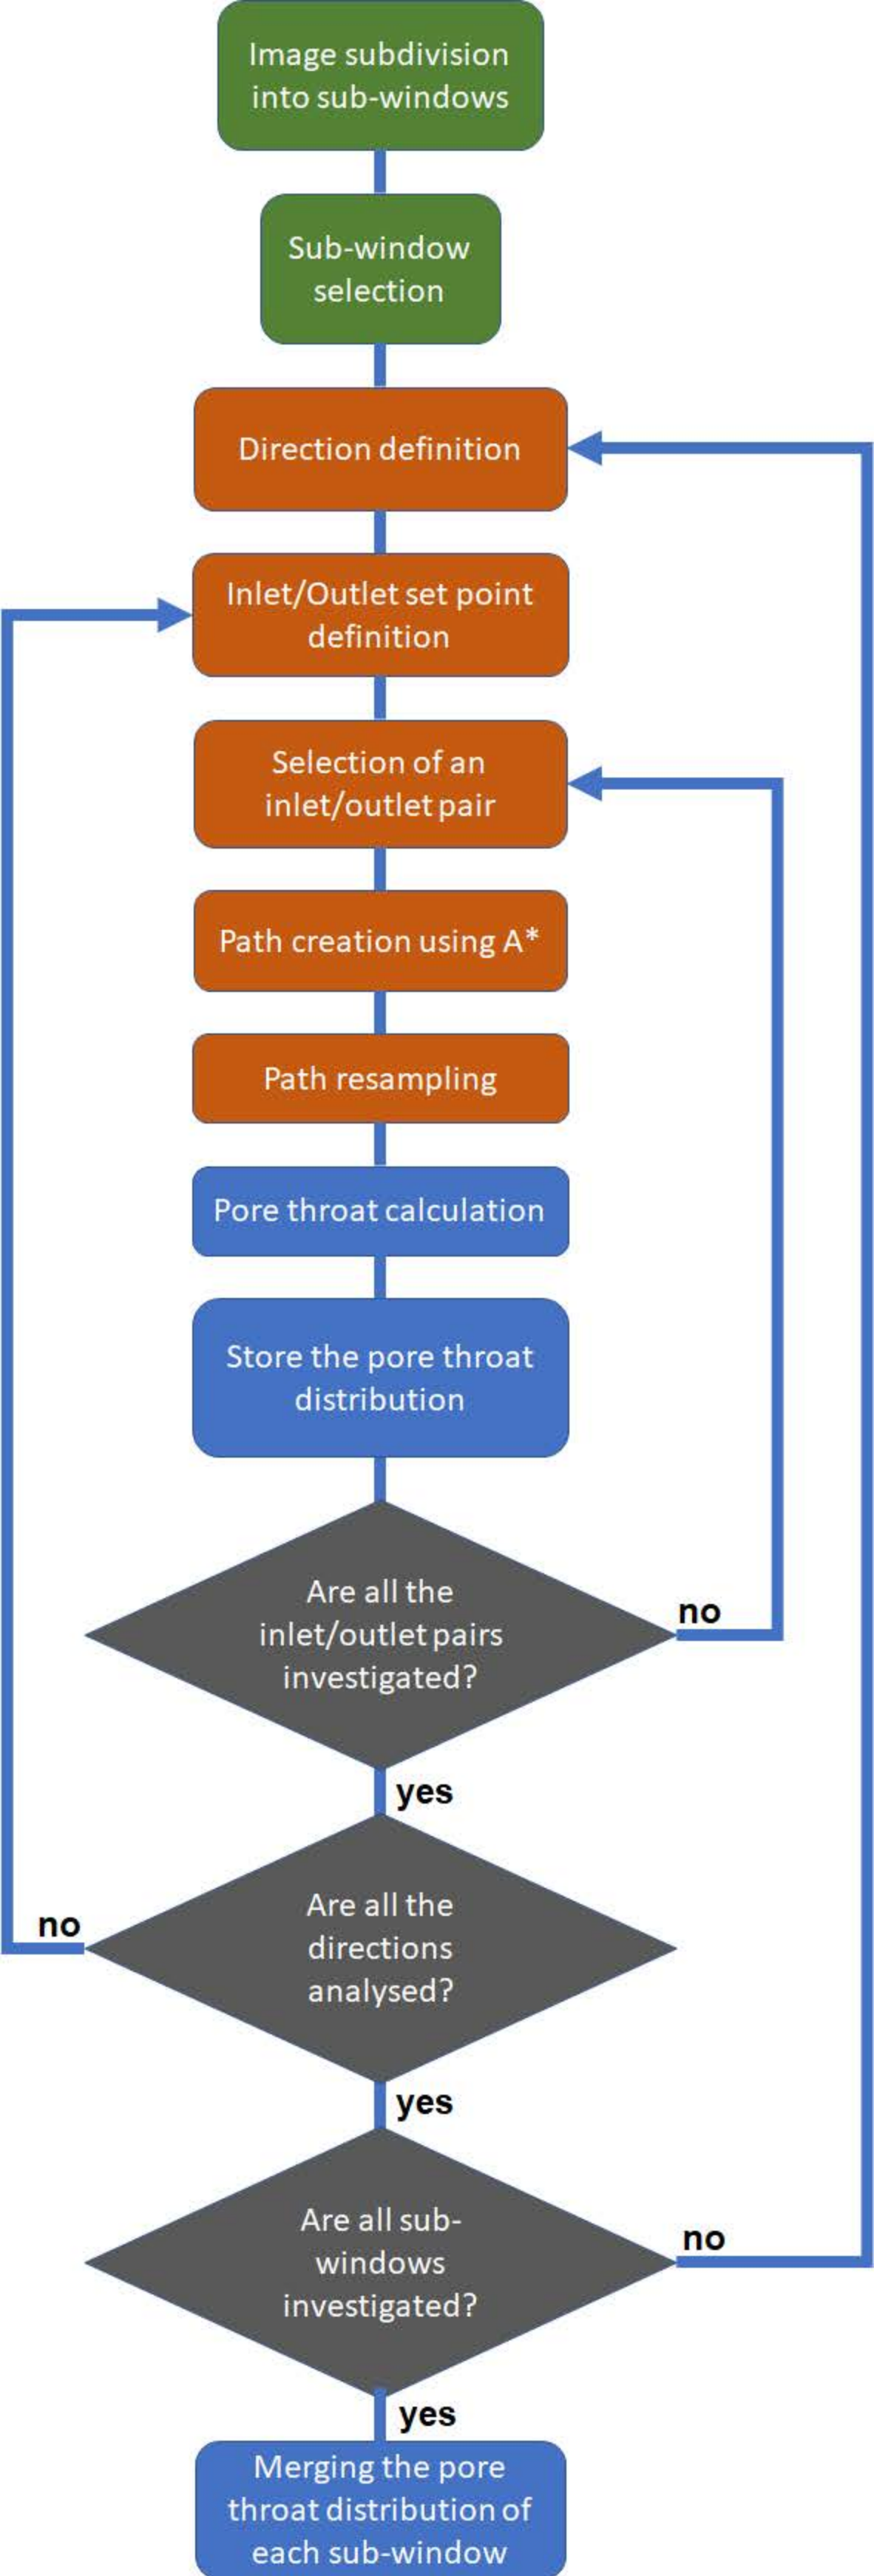 Image subdivision
into sub-windows
Sub-window
selection
Direction definition
Inlet/Outlet set point
definition
Selection of an
inlet/outlet pair
Path creation using A*
Path resampling
Pore throat calculation
Store the pore throat
distribution
Are all the
inlet/outlet pairs
investigated?
no
yes
Are all the
directions
analysed?
no
yes
Are all sub-
windows
investigated?
no
yes
Merging the pore
throat distribution of
each sub-window